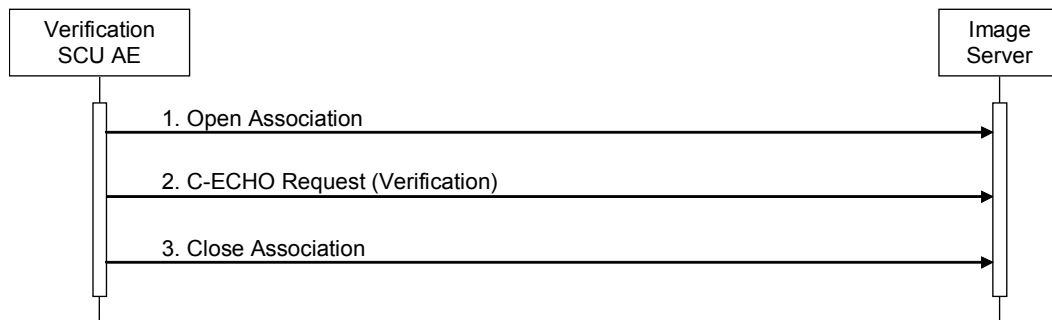 Verification
SCU AE
Image
Server
1. Open Association
2. C-ECHO Request (Verification)
3. Close Association